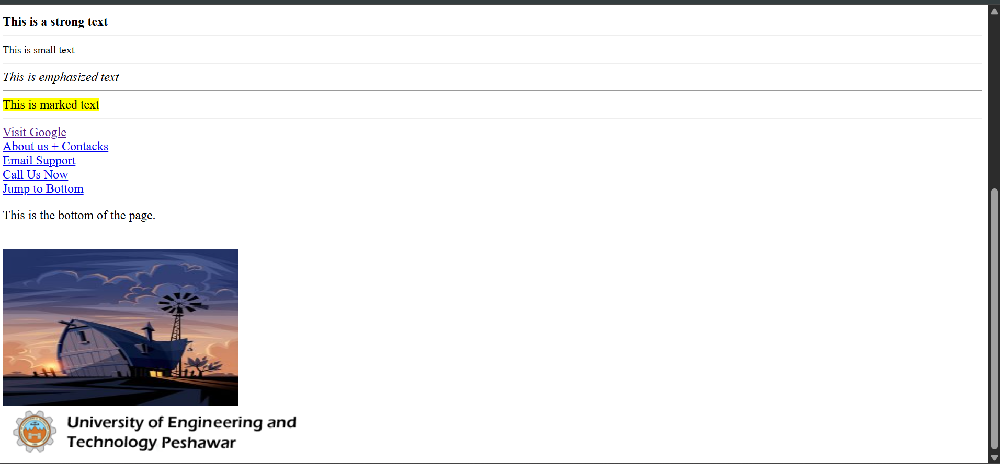 This is a strong text
This is small text
This is emphasized text
This is marked text
Visit Google
About us + Contacks
Email Support
Call Us Now
Jump to Bottom
This is the bottom of the page.
University of Engineering and
Technology Peshawar